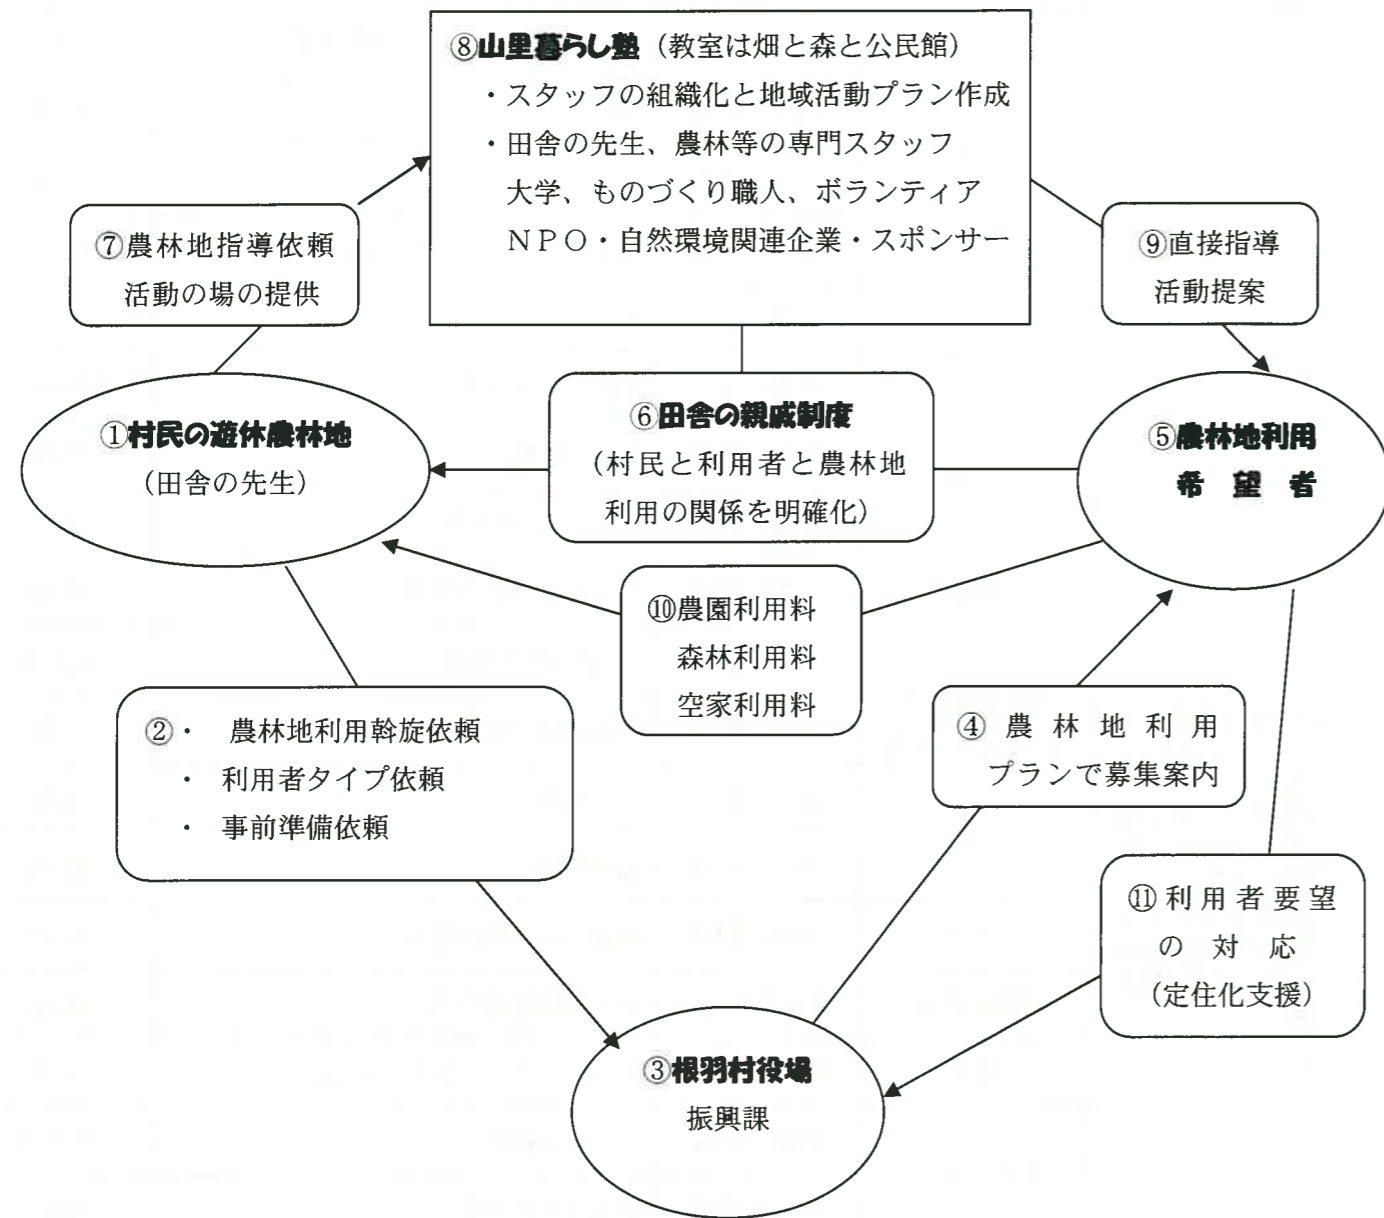 ⑧山里暮らし塾（教室は畑と森と公民館）
・スタッフの組織化と地域活動プラン作成
・田舎の先生、農林等の専門スタッフ
大学、ものづくり職人、ボランティア
ＮＰＯ・自然環境関連企業・スポンサー
⑦農林地指導依頼
活動の場の提供
⑨直接指導
活動提案
①村民の遊休農林地
（田舎の先生）
⑥田舎の親戚制度
（村民と利用者と農林地
利用の関係を明確化）
⑤農林地利用
希　望　者
⑩農園利用料
森林利用料
空家利用料
②・　農林地利用斡旋依頼
・　利用者タイプ依頼
・　事前準備依頼
④ 農 林 地 利 用
プランで募集案内
⑪利用者要望
の　対　応
（定住化支援）
③根羽村役場
振興課